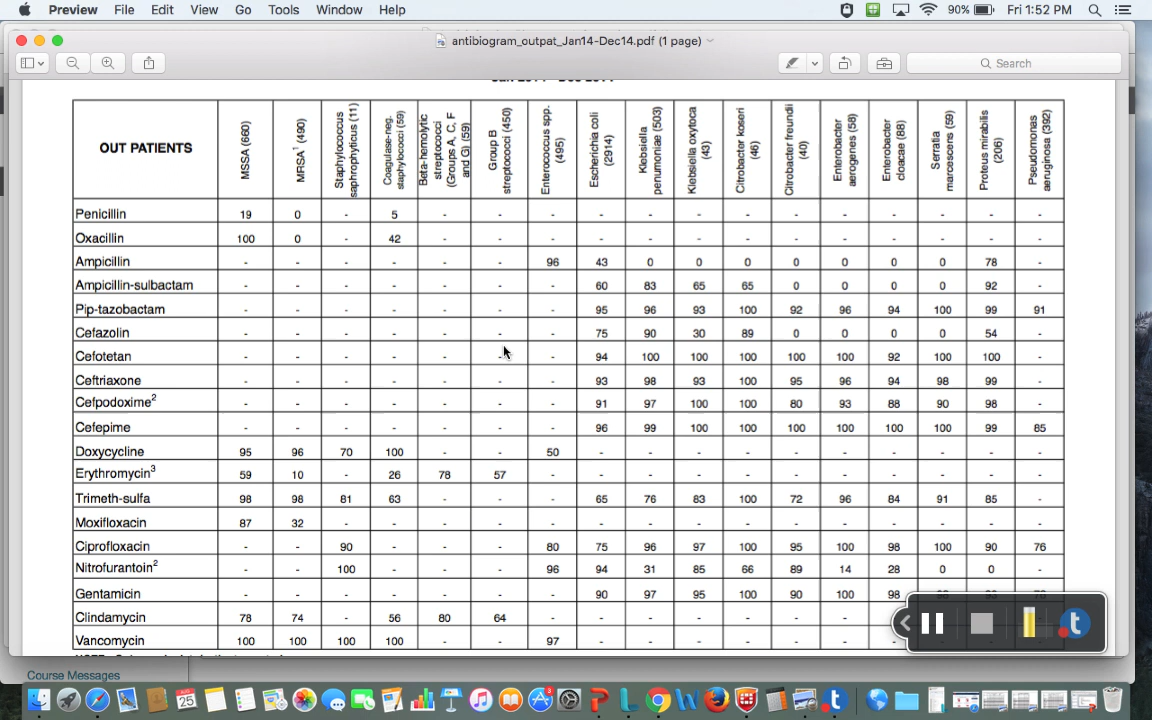 Preview File Edit View Go Tools Window Help 90% Fri 1:52 PM
antibiogram_outpat_Jan14-Dec14.pdf (1 page)
Search
OUT PATIENTS MSSA (660) MRSA¹ (490) Staphylococcus saprophyticus (11) Coagulase-neg. staphylococci (59) Beta-hemolytic streptococci (Groups A, C, F and G) (59) Group B streptococci (450) Enterococcus spp. (495) Escherichia coli (2914) Klebsiella penumoniae (503) Klebsiella oxytoca (43) Citrobacter koseri (46) Citrobacter freundii (40) Enterobacter aerogenes (58) Enterobacter cloacae (88) Serratia marcescens (59) Proteus mirabilis (206) Pseudomonas aeruginosa (392)
Penicillin 19 0 - 5 - - - - - - - - - - - - -
Oxacillin 100 0 - 42 - - - - - - - - - - - - -
Ampicillin - - - - - - 96 43 0 0 0 0 0 0 0 78 -
Ampicillin-sulbactam - - - - - - - 60 83 65 65 0 0 0 0 92 -
Pip-tazobactam - - - - - - - 95 96 93 100 92 96 94 100 99 91
Cefazolin - - - - - - - 75 90 30 89 0 0 0 0 54 -
Cefotetan - - - - - - - 94 100 100 100 100 100 92 100 100 -
Ceftriaxone - - - - - - - 93 98 93 100 95 96 94 98 99 -
Cefpodoxime² - - - - - - - 91 97 100 100 80 93 88 90 98 -
Cefepime - - - - - - - 96 99 100 100 100 100 100 100 99 85
Doxycycline 95 96 70 100 - - 50 - - - - - - - - - -
Erythromycin³ 59 10 - 26 78 57 - - - - - - - - - - -
Trimeth-sulfa 98 98 81 63 - - - 65 76 83 100 72 96 84 91 85 -
Moxifloxacin 87 32 - - - - - - - - - - - - - - -
Ciprofloxacin - - 90 - - - 80 75 96 97 100 95 100 98 100 90 76
Nitrofurantoin² - - 100 - - - 96 94 31 85 66 89 14 28 0 0 -
Gentamicin - - - - - - - 90 97 95 100 90 100 98
Clindamycin 78 74 - 56 80 64 - - - - - - - -
Vancomycin 100 100 100 100 - - 97 - - - - - - -
Course Messages